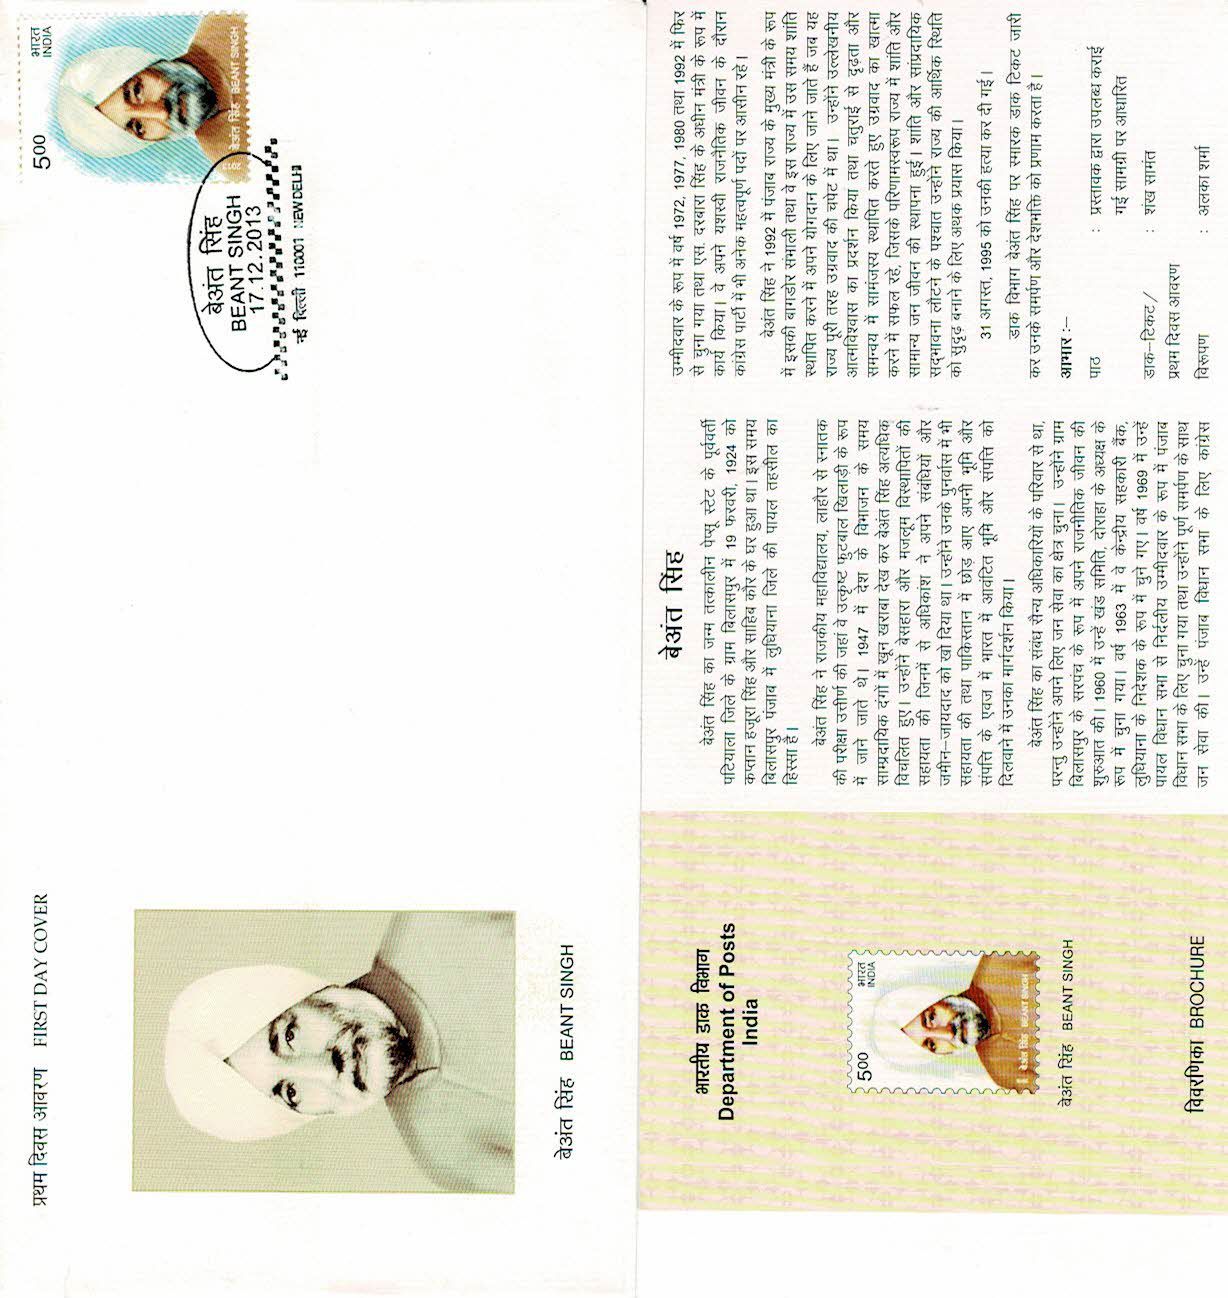 प्रथम दिवस आवरण FIRST DAY COVER
500 भारत
INDIA
बेअंत सिंह BEANT SINGH
2013
बेअंत सिंह
BEANT SINGH
17.12.2013
नई दिल्ली 110001 NEW DELHI
बेअंत सिंह BEANT SINGH
भारतीय डाक विभाग
Department of Posts
India
500 भारत
INDIA
बेअंत सिंह BEANT SINGH
बेअंत सिंह BEANT SINGH
विवरणिका BROCHURE
बेअंत सिंह
बेअंत सिंह का जन्म तत्कालीन पेप्सू स्टेट के पूर्ववर्ती
पटियाला जिले के ग्राम बिलासपुर में 19 फरवरी, 1924 को
कप्तान हजूरा सिंह और साहिब कौर के घर हुआ था। इस समय
बिलासपुर पंजाब में लुधियाना जिले की पायल तहसील का
हिस्सा है।
बेअंत सिंह ने राजकीय महाविद्यालय, लाहौर से स्नातक
की परीक्षा उत्तीर्ण की जहां वे उत्कृष्ट फुटबाल खिलाड़ी के रूप
में जाने जाते थे। 1947 में देश के विभाजन के समय
साम्प्रदायिक दंगों में खून खराबा देख कर बेअंत सिंह अत्यधिक
विचलित हुए। उन्होंने बेसहारा और मजलूम विस्थापितों की
सहायता की जिनमें से अधिकांश ने अपने संबंधियों और
जमीन–जायदाद को खो दिया था। उन्होंने उनके पुनर्वास में भी
सहायता की तथा पाकिस्तान में छोड़ आए अपनी भूमि और
संपत्ति के एवज में भारत में आवंटित भूमि और संपत्ति को
दिलवाने में उनका मार्गदर्शन किया।
बेअंत सिंह का संबंध सैन्य अधिकारियों के परिवार से था,
परन्तु उन्होंने अपने लिए जन सेवा का क्षेत्र चुना। उन्होंने ग्राम
बिलासपुर के सरपंच के रूप में अपने राजनीतिक जीवन की
शुरुआत की। 1960 में उन्हें खंड समिति, दोराहा के अध्यक्ष के
रूप में चुना गया। वर्ष 1963 में वे केन्द्रीय सहकारी बैंक,
लुधियाना के निदेशक के रूप में चुने गए। वर्ष 1969 में उन्हें
पायल विधान सभा से निर्दलीय उम्मीदवार के रूप में पंजाब
विधान सभा के लिए चुना गया तथा उन्होंने पूर्ण समर्पण के साथ
जन सेवा की। उन्हें पंजाब विधान सभा के लिए कांग्रेस
उम्मीदवार के रूप में वर्ष 1972, 1977, 1980 तथा 1992 में फिर
से चुना गया तथा एस. दरबारा सिंह के अधीन मंत्री के रूप में
कार्य किया। वे अपने यशस्वी राजनैतिक जीवन के दौरान
कांग्रेस पार्टी में भी अनेक महत्वपूर्ण पदों पर आसीन रहे।
बेअंत सिंह ने 1992 में पंजाब राज्य के मुख्य मंत्री के रूप
में इसकी बागडोर संभाली तथा वे इस राज्य में उस समय शांति
स्थापित करने में अपने योगदान के लिए जाने जाते हैं जब यह
राज्य पूरी तरह उग्रवाद की चपेट में था। उन्होंने उल्लेखनीय
आत्मविश्वास का प्रदर्शन किया तथा चतुराई से दृढ़ता और
समन्वय में सामंजस्य स्थापित करते हुए उग्रवाद का खात्मा
करने में सफल रहे, जिसके परिणामस्वरूप राज्य में शांति और
सामान्य जन जीवन की स्थापना हुई। शांति और सांप्रदायिक
सद्भावना लौटने के पश्चात उन्होंने राज्य की आर्थिक स्थिति
को सुदृढ़ बनाने के लिए अथक प्रयास किया।
31 अगस्त, 1995 को उनकी हत्या कर दी गई।
डाक विभाग बेअंत सिंह पर स्मारक डाक टिकट जारी
कर उनके समर्पण और देशभक्ति को प्रणाम करता है।
आभार :–
पाठ : प्रस्तावक द्वारा उपलब्ध कराई
गई सामग्री पर आधारित
डाक–टिकट / : शंख सामंत
प्रथम दिवस आवरण
विरूपण : अलका शर्मा